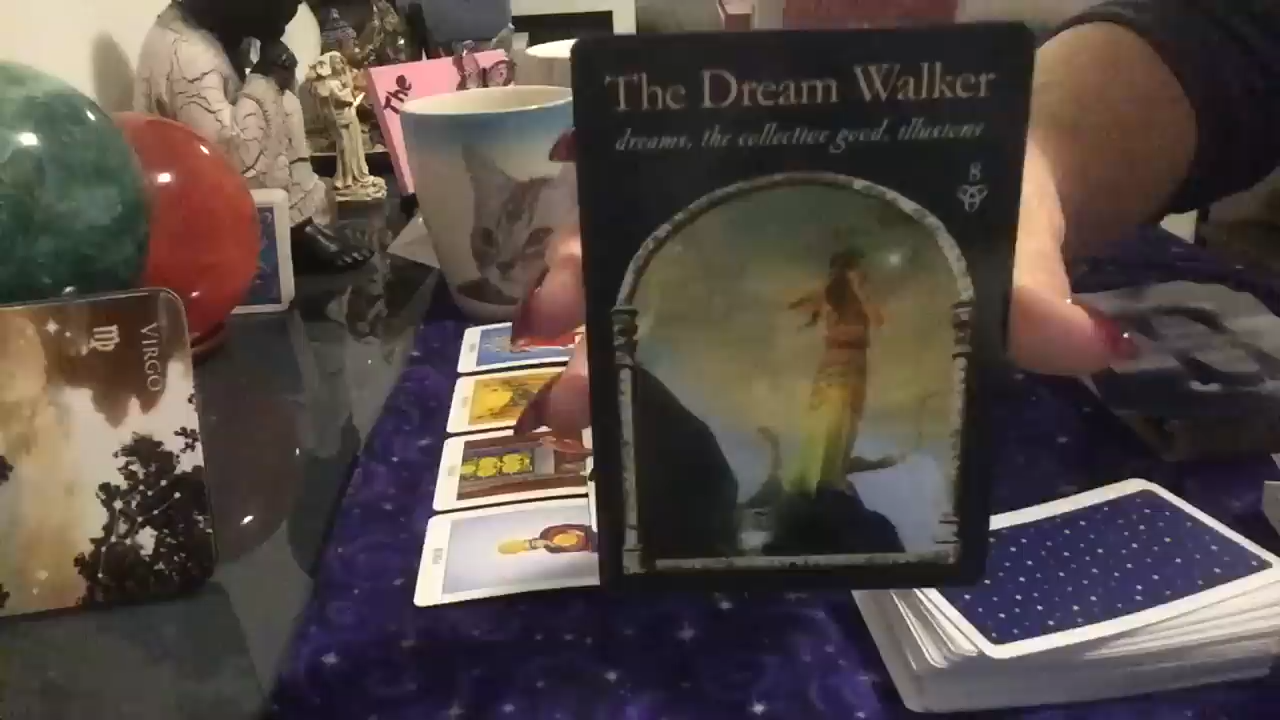 The Dream Walker
dreams, the collective good, illusions
8
The
VIRGO